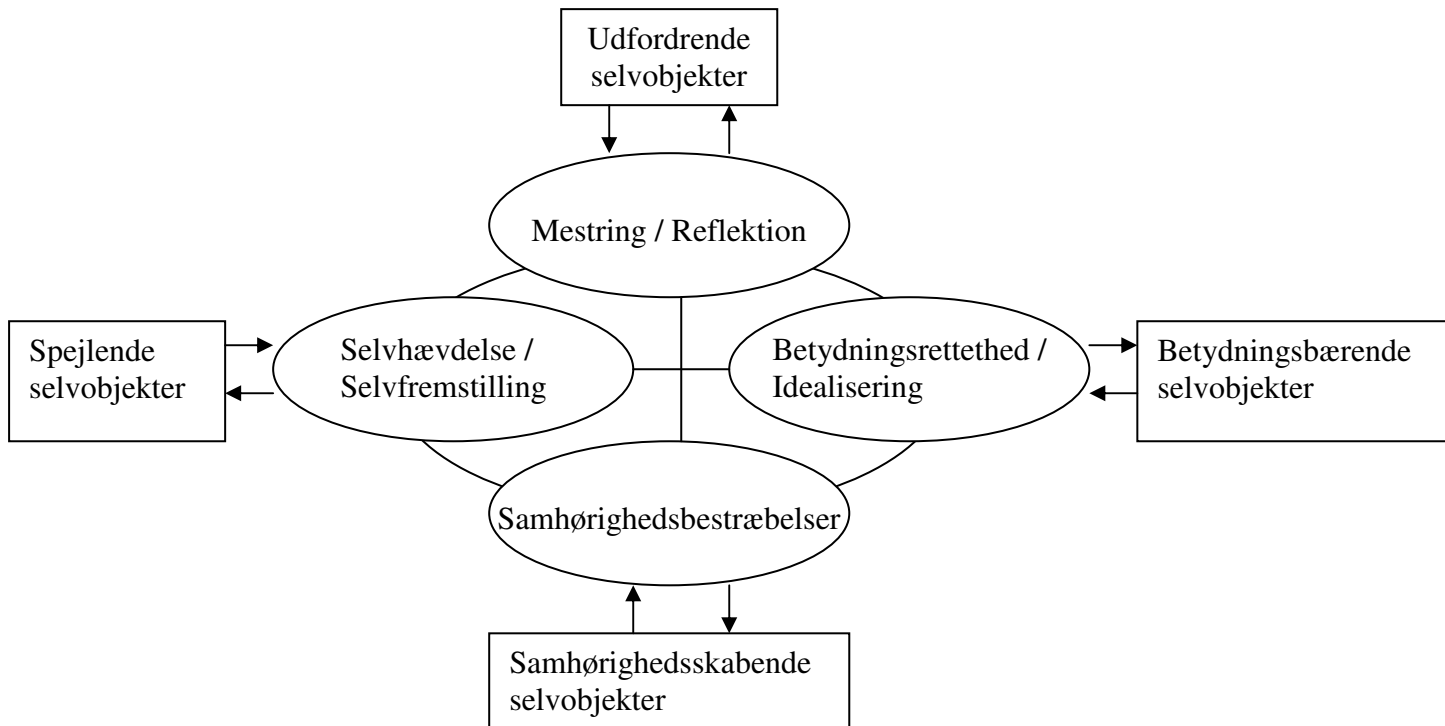 Udfordrende
selvobjekter
Mestring / Reflektion
Spejlende
selvobjekter
Selvhævdelse /
Selvfremstilling
Betydningsrettethed /
Idealisering
Betydningsbærende
selvobjekter
Samhørighedsbestræbelser
Samhørighedsskabende
selvobjekter